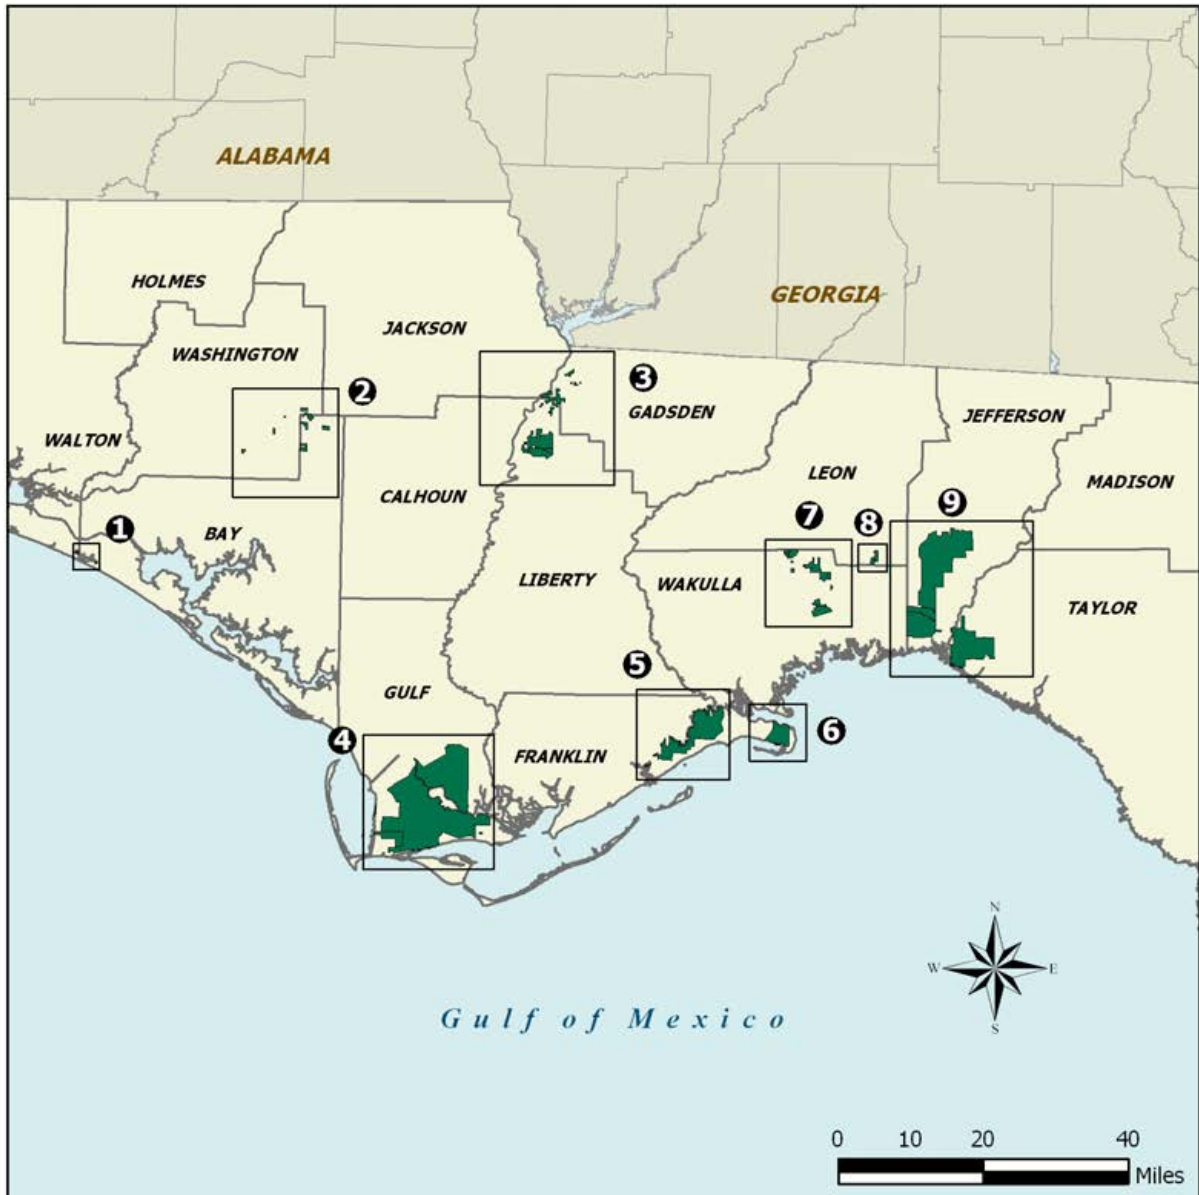 ALABAMA
GEORGIA
HOLMES
JACKSON
WASHINGTON
2
3
GADSDEN
JEFFERSON
WALTON
LEON
MADISON
CALHOUN
1
BAY
7
8
9
LIBERTY
WAKULLA
TAYLOR
5
GULF
4
FRANKLIN
6
N
W
E
S
Gulf of Mexico
0 10 20 40
Miles